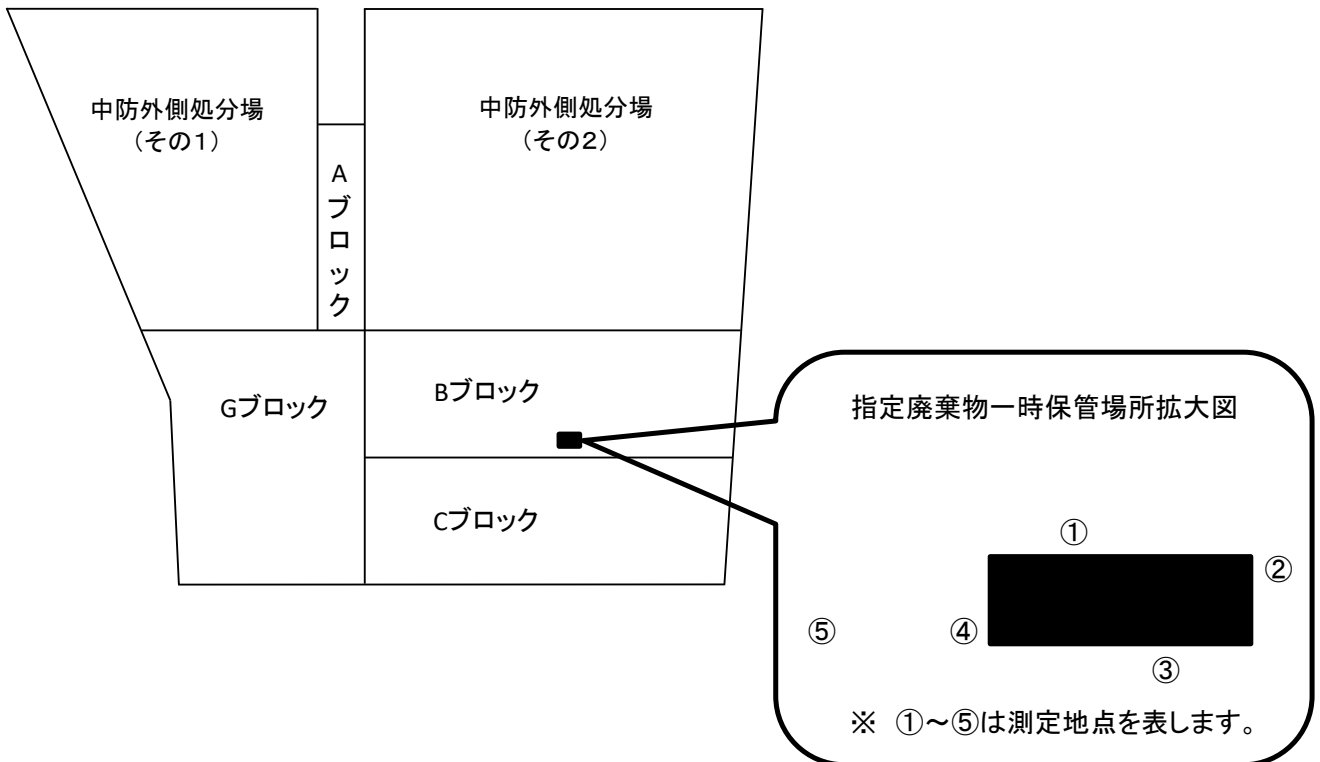 中防外側処分場
（その１）
中防外側処分場
（その２）
Aブロック
Gブロック
Bブロック
Cブロック
指定廃棄物一時保管場所拡大図
①
②
⑤
④
③
※　①～⑤は測定地点を表します。